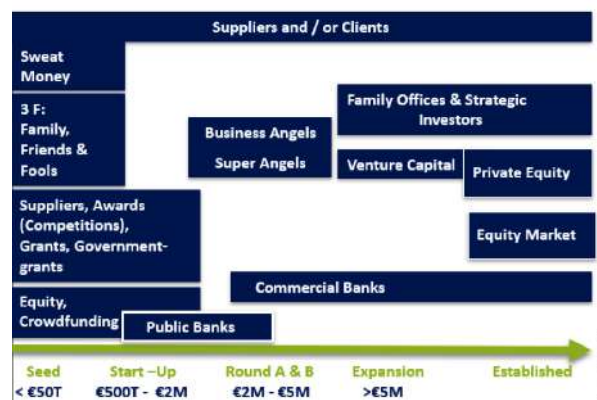 Suppliers and / or Clients
Sweat
Money
3 F:
Family,
Friends &
Fools
Business Angels
Super Angels
Family Offices & Strategic
Investors
Venture Capital
Private Equity
Suppliers, Awards
(Competitions),
Grants, Government-
grants
Equity Market
Commercial Banks
Equity,
Crowdfunding
Public Banks
Seed
Start –Up
Round A & B
Expansion
Established
< €50T
€500T - €2M
€2M - €5M
>€5M